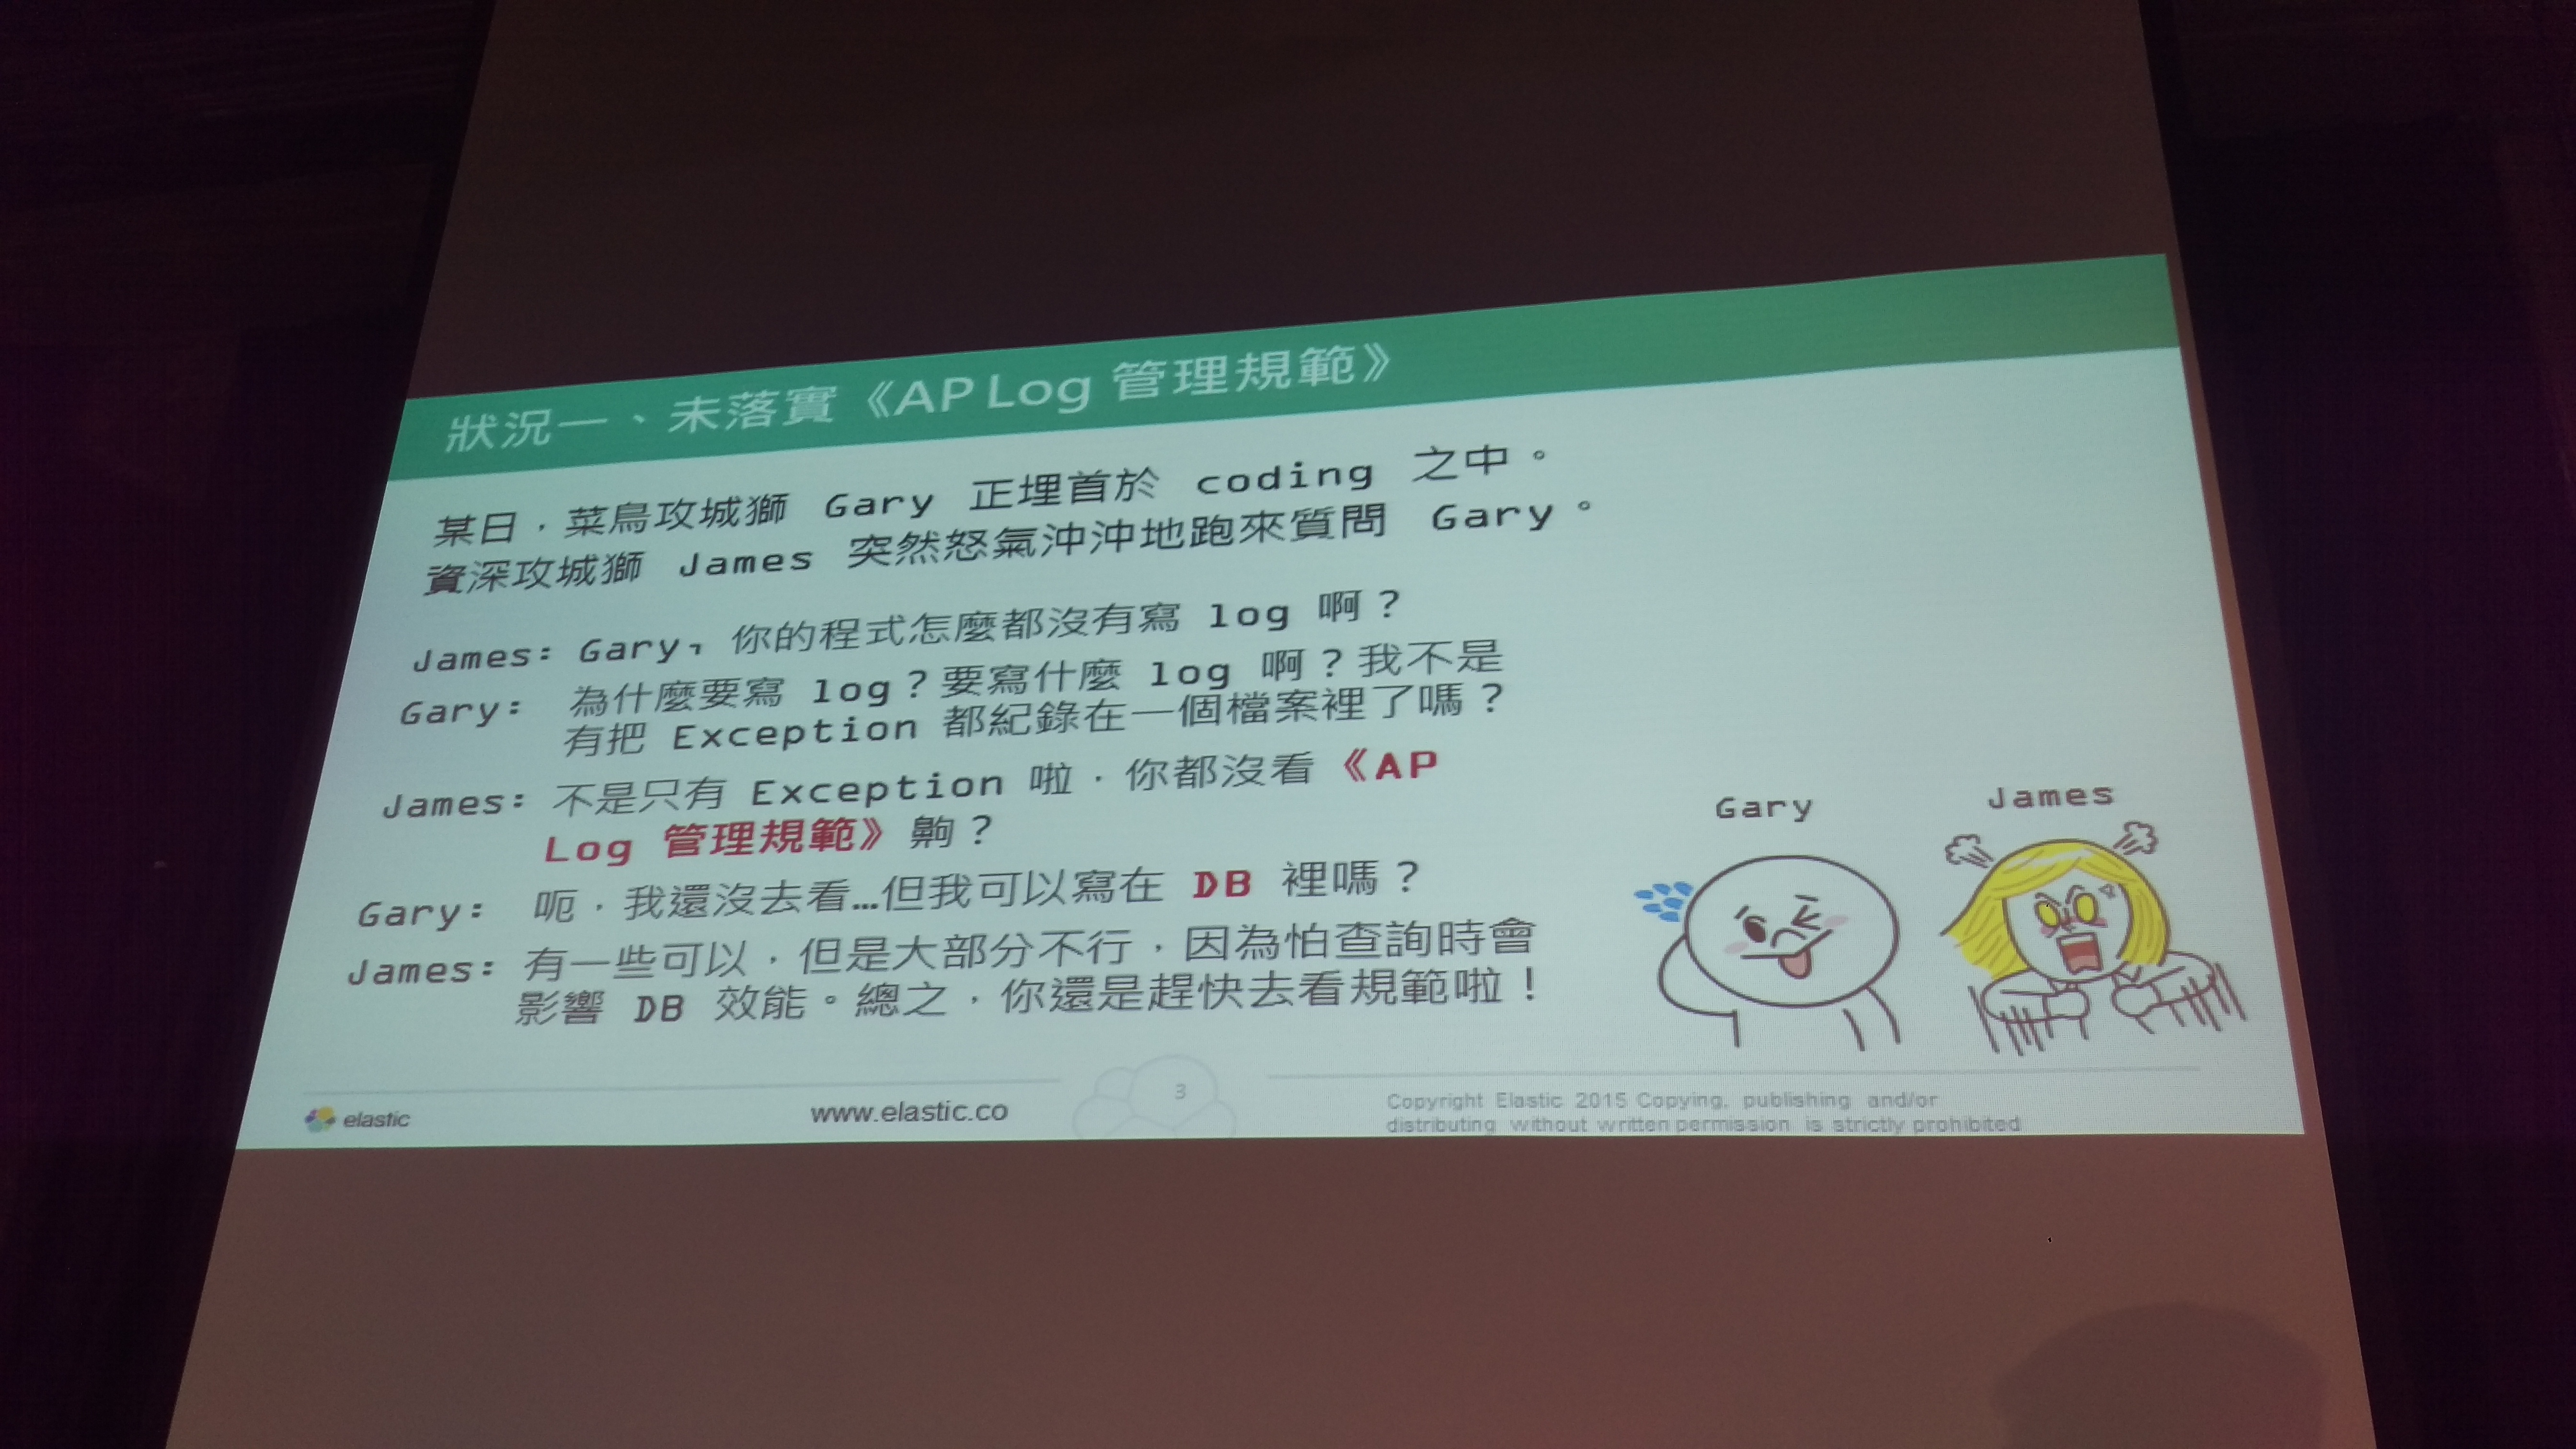 狀況一、未落實《AP Log 管理規範》
某日，菜鳥攻城獅 Gary 正埋首於 coding 之中。
資深攻城獅 James 突然怒氣沖沖地跑來質問 Gary。
James: Gary, 你的程式怎麼都沒有寫 log 啊？
Gary: 為什麼要寫 log？要寫什麼 log 啊？我不是
有把 Exception 都紀錄在一個檔案裡了嗎？
James: 不是只有 Exception 啦，你都沒看《AP
Log 管理規範》齁？
Gary: 呃，我還沒去看…但我可以寫在 DB 裡嗎？
James: 有一些可以，但是大部分不行，因為怕查詢時會
影響 DB 效能。總之，你還是趕快去看規範啦！
Gary
James
elastic
www.elastic.co
3
Copyright Elastic 2015 Copying, publishing and/or
distributing without written permission is strictly prohibited